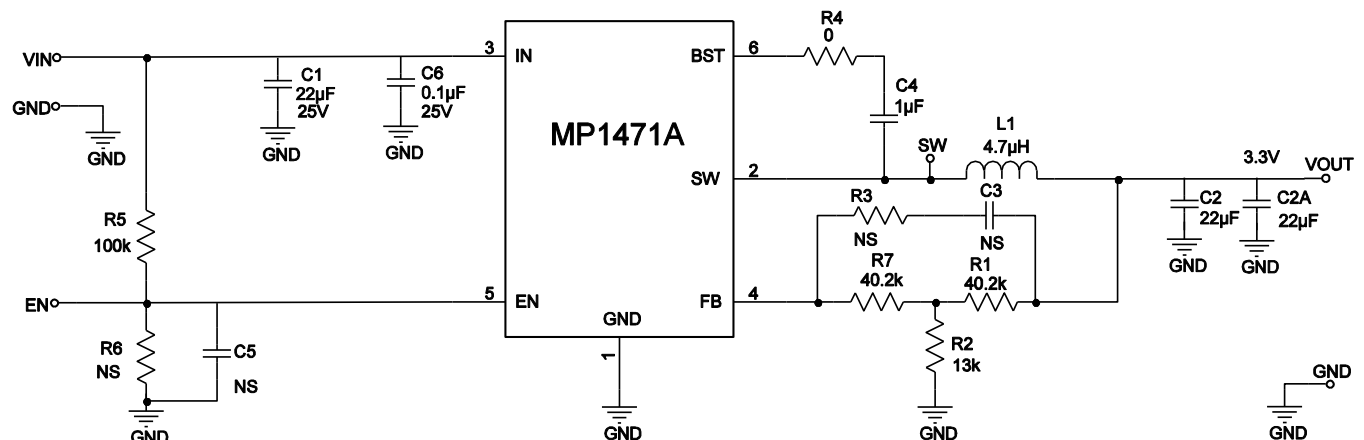 VIN
GND
GND
R5
100k
EN
R6
NS
C5
NS
GND
C1
22µF
25V
GND
C6
0.1µF
25V
GND
3
IN
MP1471A
BST
6
SW
2
5
EN
FB
4
GND
1
GND
R4
0
C4
1µF
SW
L1
4.7µH
R3
NS
C3
NS
R7
40.2k
R1
40.2k
R2
13k
GND
3.3V
VOUT
C2
22µF
GND
C2A
22µF
GND
GND
GND